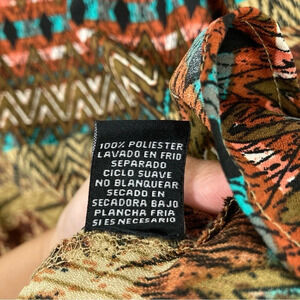 100% POLIESTER
LAVADO EN FRIO
SEPARADO
CICLO SUAVE
NO BLANQUEAR
SECADO EN
SECADORA BAJO
PLANCHA FRIA
SI ES NECESARIO